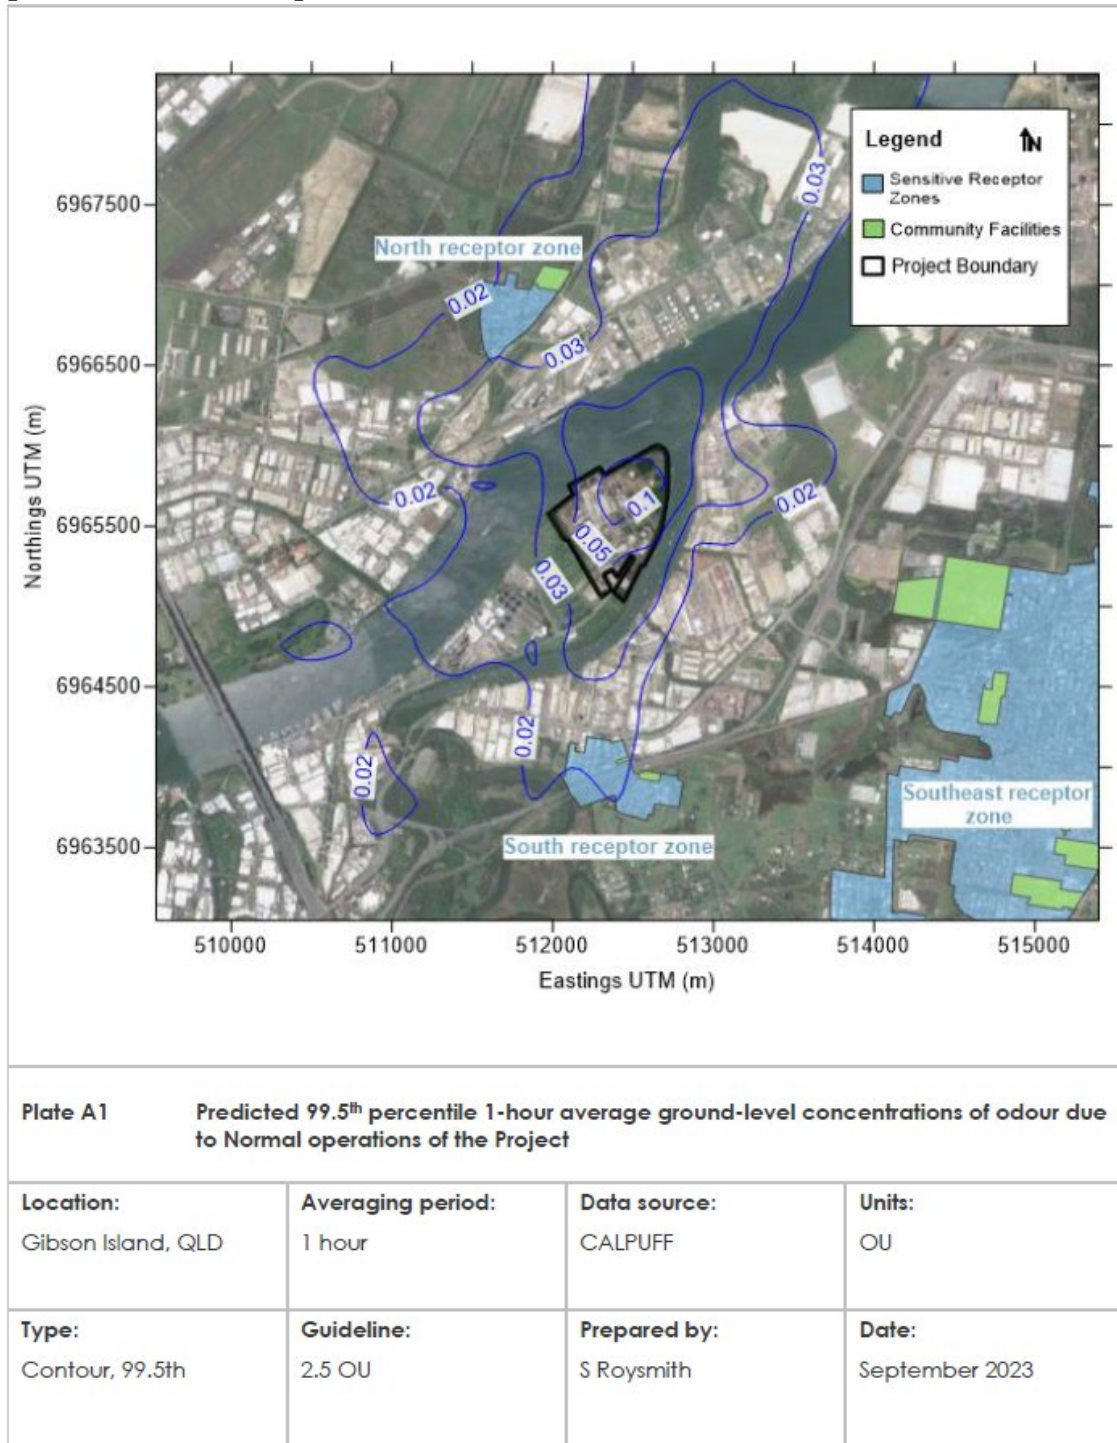 Legend
N
Sensitive Receptor
Zones
Community Facilities
Project Boundary
6967500
6966500
6965500
6964500
6963500
Northings UTM (m)
North receptor zone
0.03
0.02
0.03
0.02
0.02
0.1
0.05
0.03
0.02
0.02
Southeast receptor
zone
South receptor zone
510000 511000 512000 513000 514000 515000
Eastings UTM (m)
Plate A1 Predicted 99.5th percentile 1-hour average ground-level concentrations of odour due
to Normal operations of the Project
Location: Averaging period: Data source: Units:
Gibson Island, QLD 1 hour CALPUFF OU
Type: Guideline: Prepared by: Date:
Contour, 99.5th 2.5 OU S Roysmith September 2023